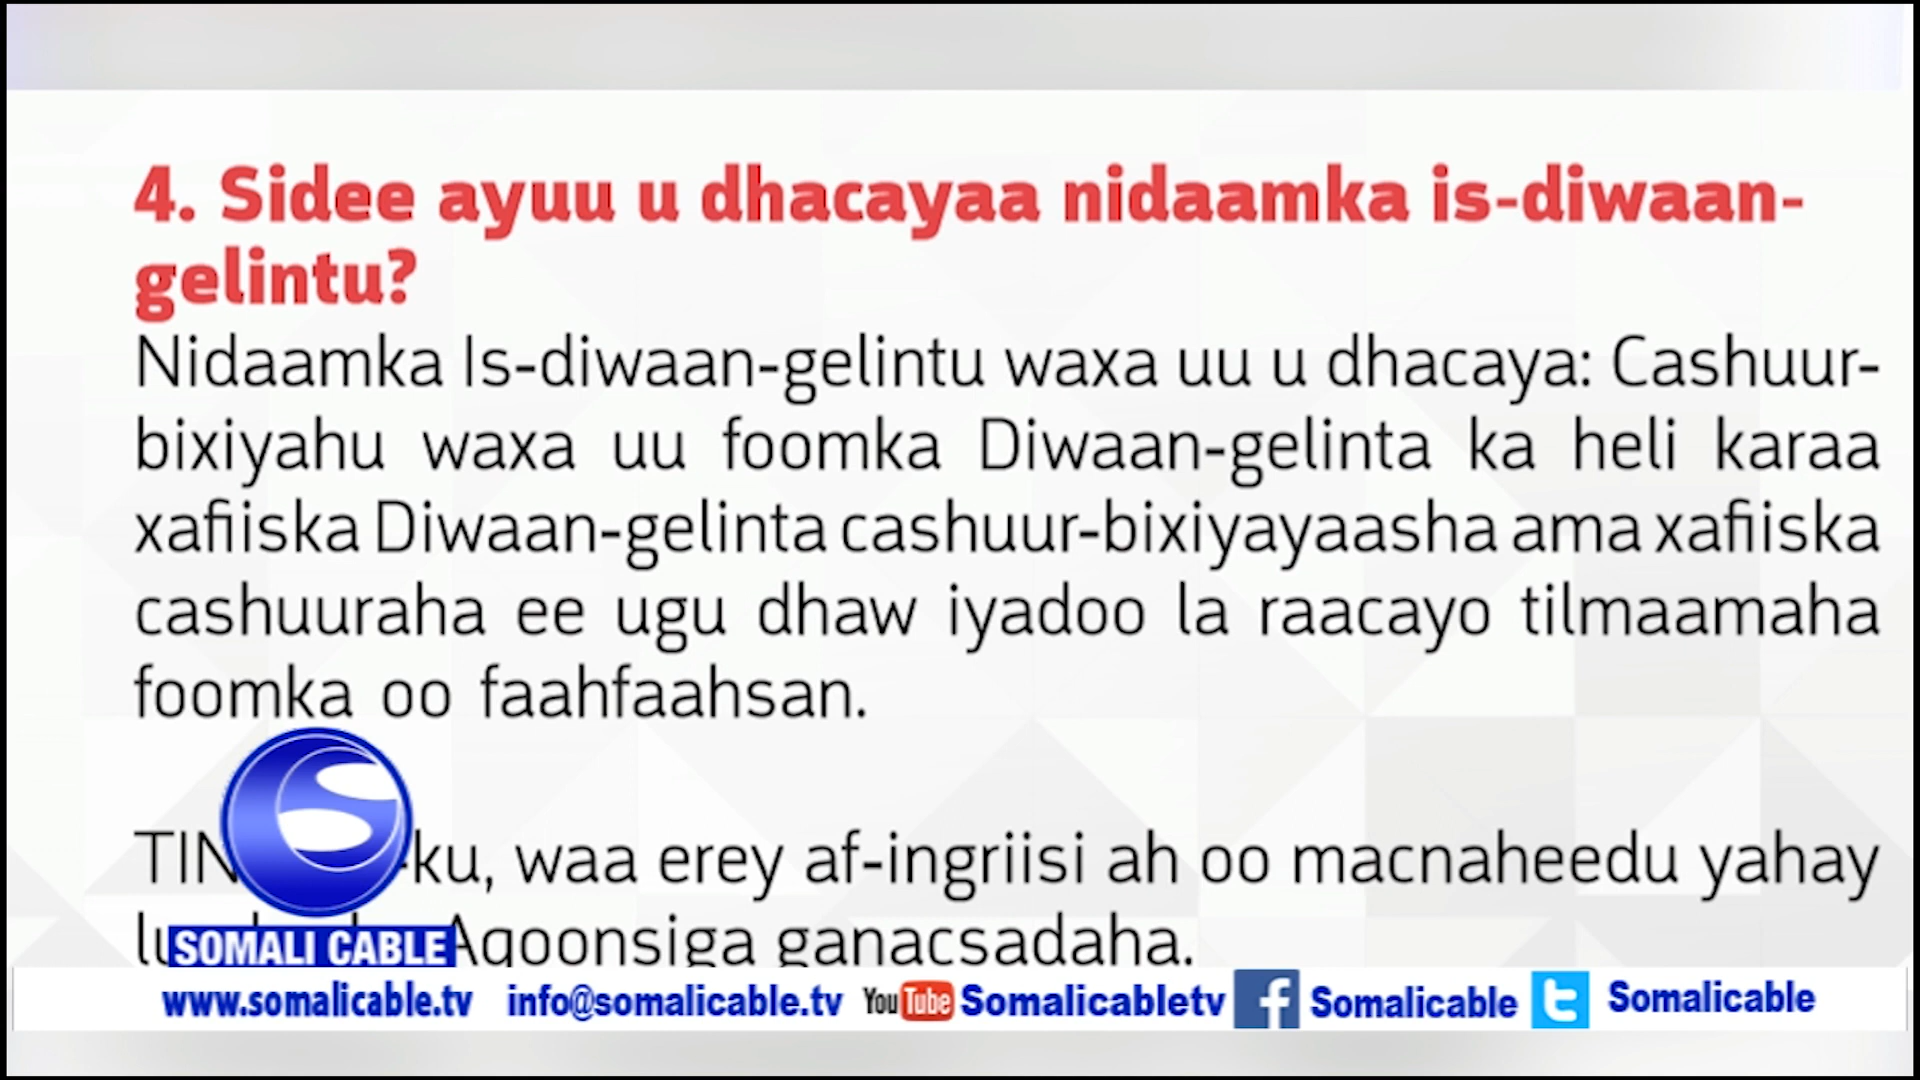 4. Sidee ayuu u dhacayaa nidaamka is-diwaan-
gelintu?
Nidaamka Is-diwaan-gelintu waxa uu u dhacaya: Cashuur-
bixiyahu waxa uu foomka Diwaan-gelinta ka heli karaa
xafiiska Diwaan-gelinta cashuur-bixiyayaasha ama xafiiska
cashuuraha ee ugu dhaw iyadoo la raacayo tilmaamaha
foomka oo faahfaahsan.
-ku, waa erey af-ingriisi ah oo macnaheedu yahay
Aqoonsiga ganacsadaha.
SOMALI CABLE
www.somalicable.tv info@somalicable.tv YouTube Somalicabletv f Somalicable t Somalicable